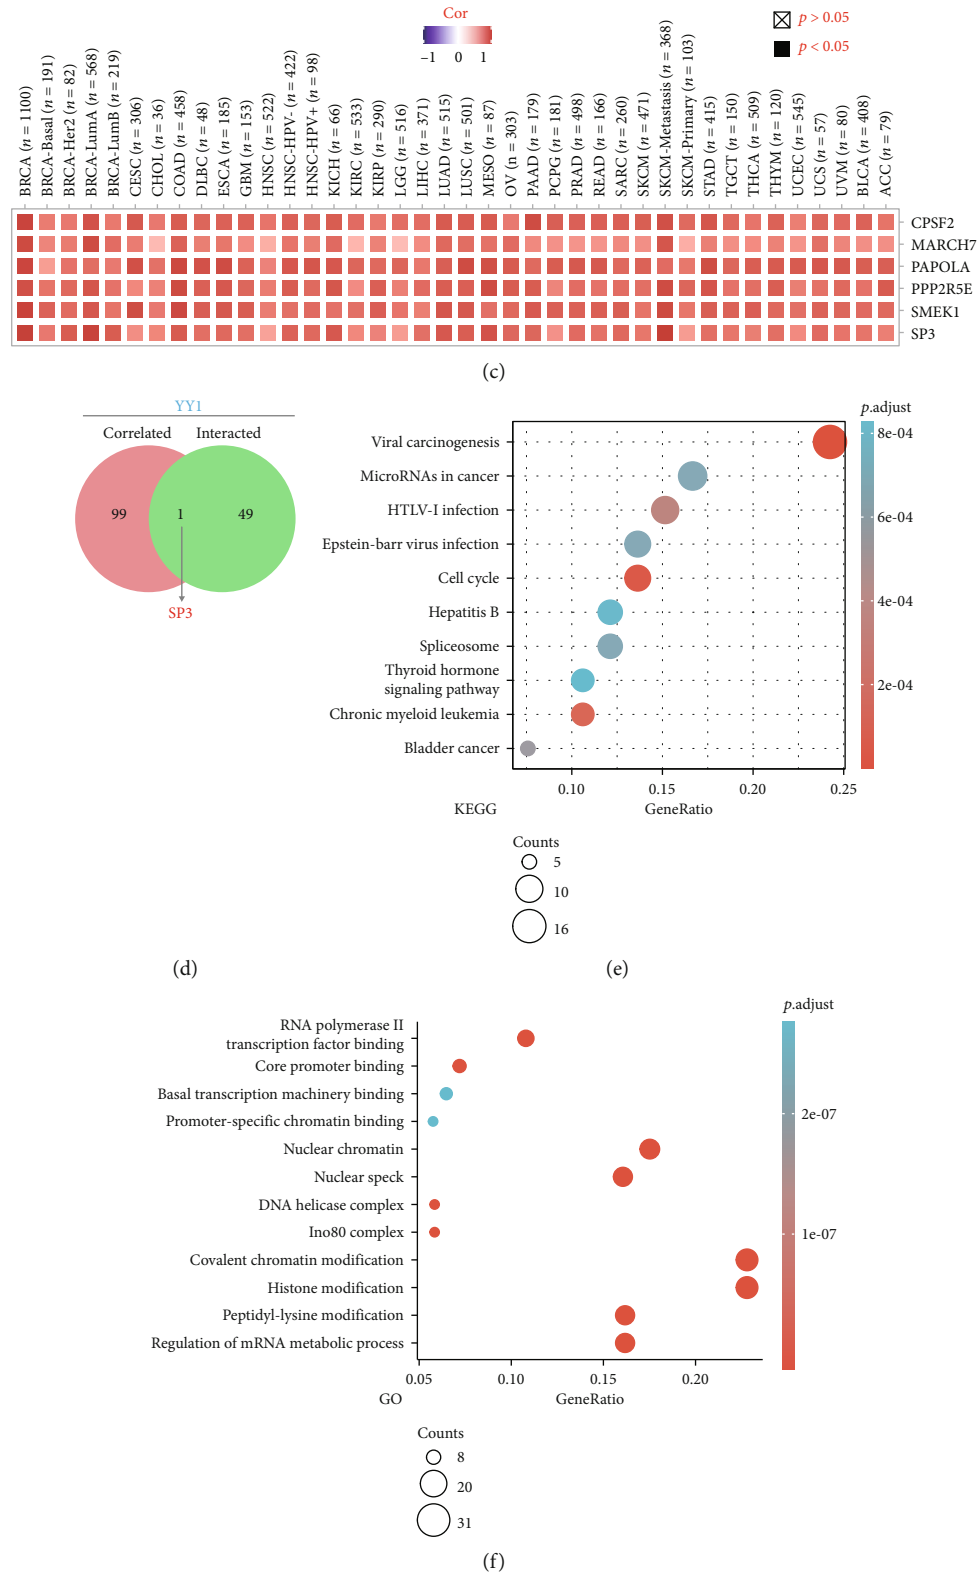 Cor
−1 0 1
p > 0.05
p < 0.05
BRCA (n = 1100)
BRCA-Basal (n = 191)
BRCA-Her2 (n = 82)
BRCA-LumA (n = 568)
BRCA-LumB (n = 219)
CESC (n = 306)
CHOL (n = 36)
COAD (n = 458)
DLBC (n = 48)
ESCA (n = 185)
GBM (n = 153)
HNSC (n = 522)
HNSC-HPV- (n = 422)
HNSC-HPV+ (n = 98)
KICH (n = 66)
KIRC (n = 533)
KIRP (n = 290)
LGG (n = 516)
LIHC (n = 371)
LUAD (n = 515)
LUSC (n = 501)
MESO (n = 87)
OV (n = 303)
PAAD (n = 179)
PCPG (n = 181)
PRAD (n = 498)
READ (n = 166)
SARC (n = 260)
SKCM (n = 471)
SKCM-Metastasis (n = 368)
SKCM-Primary (n = 103)
STAD (n = 415)
TGCT (n = 150)
THCA (n = 509)
THYM (n = 120)
UCEC (n = 545)
UCS (n = 57)
UVM (n = 80)
BLCA (n = 408)
ACC (n = 79)
CPSF2
MARCH7
PAPOLA
PPP2R5E
SMEK1
SP3
(c)
YY1
Correlated Interacted
99 1 49
SP3
(d)
p.adjust
8e-04
6e-04
4e-04
2e-04
Viral carcinogenesis
MicroRNAs in cancer
HTLV-I infection
Epstein-barr virus infection
Cell cycle
Hepatitis B
Spliceosome
Thyroid hormone
signaling pathway
Chronic myeloid leukemia
Bladder cancer
0.10 0.15 0.20 0.25
KEGG GeneRatio
Counts
5
10
16
(e)
p.adjust
2e-07
1e-07
RNA polymerase II
transcription factor binding
Core promoter binding
Basal transcription machinery binding
Promoter-specific chromatin binding
Nuclear chromatin
Nuclear speck
DNA helicase complex
Ino80 complex
Covalent chromatin modification
Histone modification
Peptidyl-lysine modification
Regulation of mRNA metabolic process
0.05 0.10 0.15 0.20
GO GeneRatio
Counts
8
20
31
(f)